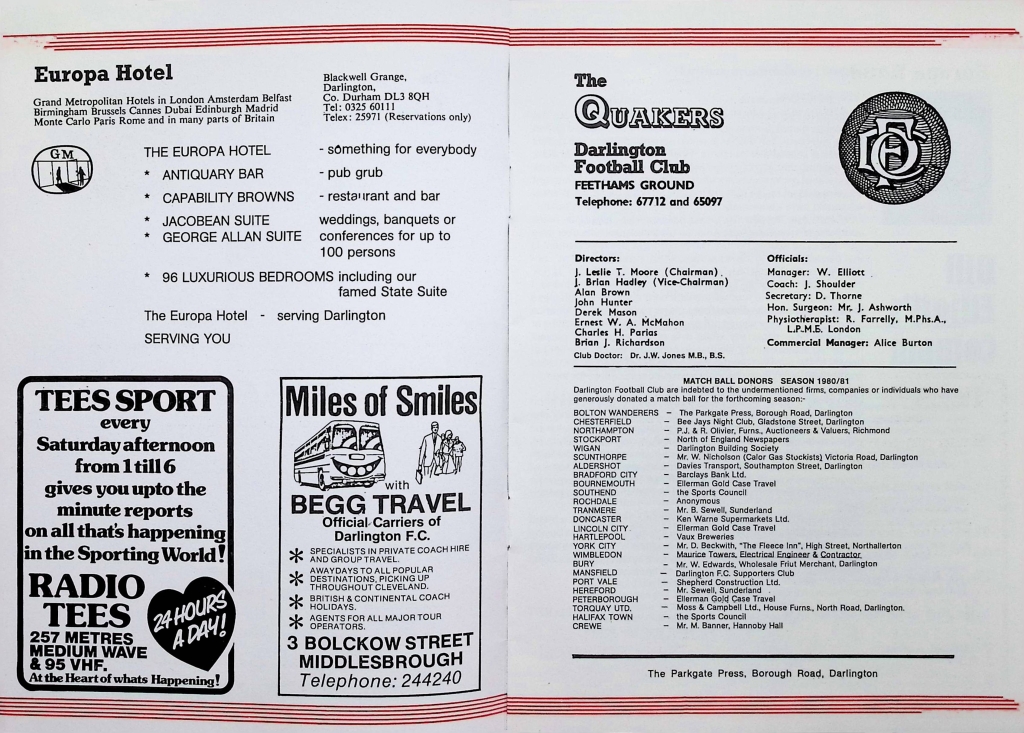 Europa Hotel
Grand Metropolitan Hotels in London Amsterdam Belfast
Birmingham Brussels Cannes Dubai Edinburgh Madrid
Monte Carlo Paris Rome and in many parts of Britain
Blackwell Grange,
Darlington,
Co. Durham DL3 8QH
Tel: 0325 60111
Telex: 25971 (Reservations only)
GM
THE EUROPA HOTEL - something for everybody
* ANTIQUARY BAR - pub grub
* CAPABILITY BROWNS - restaurant and bar
* JACOBEAN SUITE weddings, banquets or
* GEORGE ALLAN SUITE conferences for up to
100 persons
* 96 LUXURIOUS BEDROOMS including our
famed State Suite
The Europa Hotel - serving Darlington
SERVING YOU
TEES SPORT
every
Saturday afternoon
from 1 till 6
gives you upto the
minute reports
on all that's happening
in the Sporting World!
RADIO
TEES
257 METRES
MEDIUM WAVE
& 95 VHF.
24 HOURS
A DAY!
At the Heart of whats Happening!
Miles of Smiles
with
BEGG TRAVEL
Official Carriers of
Darlington F.C.
* SPECIALISTS IN PRIVATE COACH HIRE
AND GROUP TRAVEL.
* AWAYDAYS TO ALL POPULAR
DESTINATIONS, PICKING UP
THROUGHOUT CLEVELAND.
* BRITISH & CONTINENTAL COACH
HOLIDAYS.
* AGENTS FOR ALL MAJOR TOUR
OPERATORS.
3 BOLCKOW STREET
MIDDLESBROUGH
Telephone: 244240
The
QUAKERS
Darlington
Football Club
FEETHAMS GROUND
Telephone: 67712 and 65097
DFC
Directors:
J. Leslie T. Moore (Chairman)
J. Brian Hadley (Vice-Chairman)
Alan Brown
John Hunter
Derek Mason
Ernest W. A. McMahon
Charles H. Parias
Brian J. Richardson
Club Doctor: Dr. J.W. Jones M.B., B.S.
Officials:
Manager: W. Elliott
Coach: J. Shoulder
Secretary: D. Thorne
Hon. Surgeon: Mr. J. Ashworth
Physiotherapist: R. Farrelly, M.Phs.A.,
L.P.M.E. London
Commercial Manager: Alice Burton
MATCH BALL DONORS SEASON 1980/81
Darlington Football Club are indebted to the undermentioned firms, companies or individuals who have
generously donated a match ball for the forthcoming season:-
BOLTON WANDERERS – The Parkgate Press, Borough Road, Darlington
CHESTERFIELD – Bee Jays Night Club, Gladstone Street, Darlington
NORTHAMPTON – P.J. & R. Olivier, Furns., Auctioneers & Valuers, Richmond
STOCKPORT – North of England Newspapers
WIGAN – Darlington Building Society
SCUNTHORPE – Mr. W. Nicholson (Calor Gas Stockists) Victoria Road, Darlington
ALDERSHOT – Davies Transport, Southampton Street, Darlington
BRADFORD CITY – Barclays Bank Ltd.
BOURNEMOUTH – Ellerman Gold Case Travel
SOUTHEND – the Sports Council
ROCHDALE – Anonymous
TRANMERE – Mr. B. Sewell, Sunderland
DONCASTER – Ken Warne Supermarkets Ltd.
LINCOLN CITY – Ellerman Gold Case Travel
HARTLEPOOL – Vaux Breweries
YORK CITY – Mr. D. Beckwith, "The Fleece Inn", High Street, Northallerton
WIMBLEDON – Maurice Towers, Electrical Engineer & Contractor
BURY – Mr. W. Edwards, Wholesale Friut Merchant, Darlington
MANSFIELD – Darlington F.C. Supporters Club
PORT VALE – Shepherd Construction Ltd.
HEREFORD – Mr. Sewell, Sunderland
PETERBOROUGH – Ellerman Gold Case Travel
TORQUAY UTD. – Moss & Campbell Ltd., House Furns., North Road, Darlington.
HALIFAX TOWN – the Sports Council
CREWE – Mr. M. Banner, Hannoby Hall
The Parkgate Press, Borough Road, Darlington